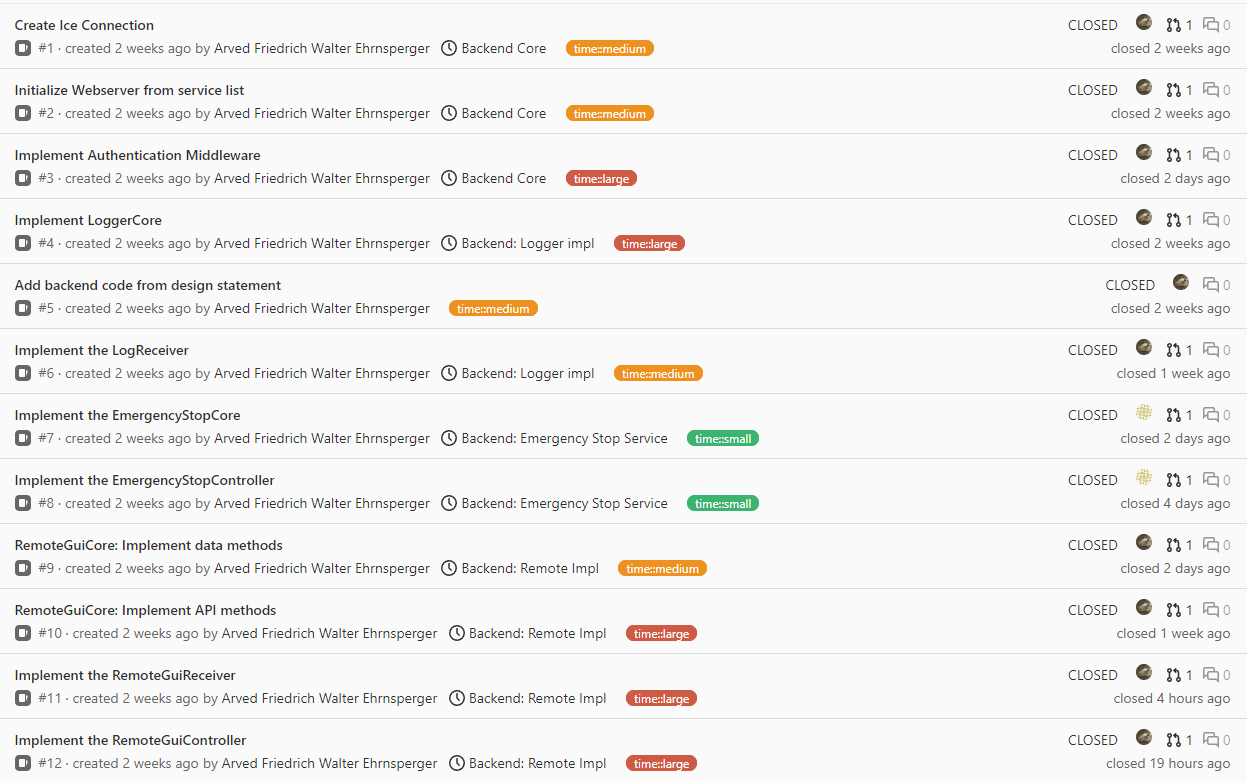 Create Ice Connection CLOSED 1 0
#1 · created 2 weeks ago by Arved Friedrich Walter Ehrnsperger Backend Core time::medium closed 2 weeks ago
Initialize Webserver from service list CLOSED 1 0
#2 · created 2 weeks ago by Arved Friedrich Walter Ehrnsperger Backend Core time::medium closed 2 weeks ago
Implement Authentication Middleware CLOSED 1 0
#3 · created 2 weeks ago by Arved Friedrich Walter Ehrnsperger Backend Core time::large closed 2 days ago
Implement LoggerCore CLOSED 1 0
#4 · created 2 weeks ago by Arved Friedrich Walter Ehrnsperger Backend: Logger impl time::large closed 2 weeks ago
Add backend code from design statement CLOSED 0
#5 · created 2 weeks ago by Arved Friedrich Walter Ehrnsperger time::medium closed 2 weeks ago
Implement the LogReceiver CLOSED 1 0
#6 · created 2 weeks ago by Arved Friedrich Walter Ehrnsperger Backend: Logger impl time::medium closed 1 week ago
Implement the EmergencyStopCore CLOSED 1 0
#7 · created 2 weeks ago by Arved Friedrich Walter Ehrnsperger Backend: Emergency Stop Service time::small closed 2 days ago
Implement the EmergencyStopController CLOSED 1 0
#8 · created 2 weeks ago by Arved Friedrich Walter Ehrnsperger Backend: Emergency Stop Service time::small closed 4 days ago
RemoteGuiCore: Implement data methods CLOSED 1 0
#9 · created 2 weeks ago by Arved Friedrich Walter Ehrnsperger Backend: Remote Impl time::medium closed 2 days ago
RemoteGuiCore: Implement API methods CLOSED 1 0
#10 · created 2 weeks ago by Arved Friedrich Walter Ehrnsperger Backend: Remote Impl time::large closed 1 week ago
Implement the RemoteGuiReceiver CLOSED 1 0
#11 · created 2 weeks ago by Arved Friedrich Walter Ehrnsperger Backend: Remote Impl time::large closed 4 hours ago
Implement the RemoteGuiController CLOSED 1 0
#12 · created 2 weeks ago by Arved Friedrich Walter Ehrnsperger Backend: Remote Impl time::large closed 19 hours ago